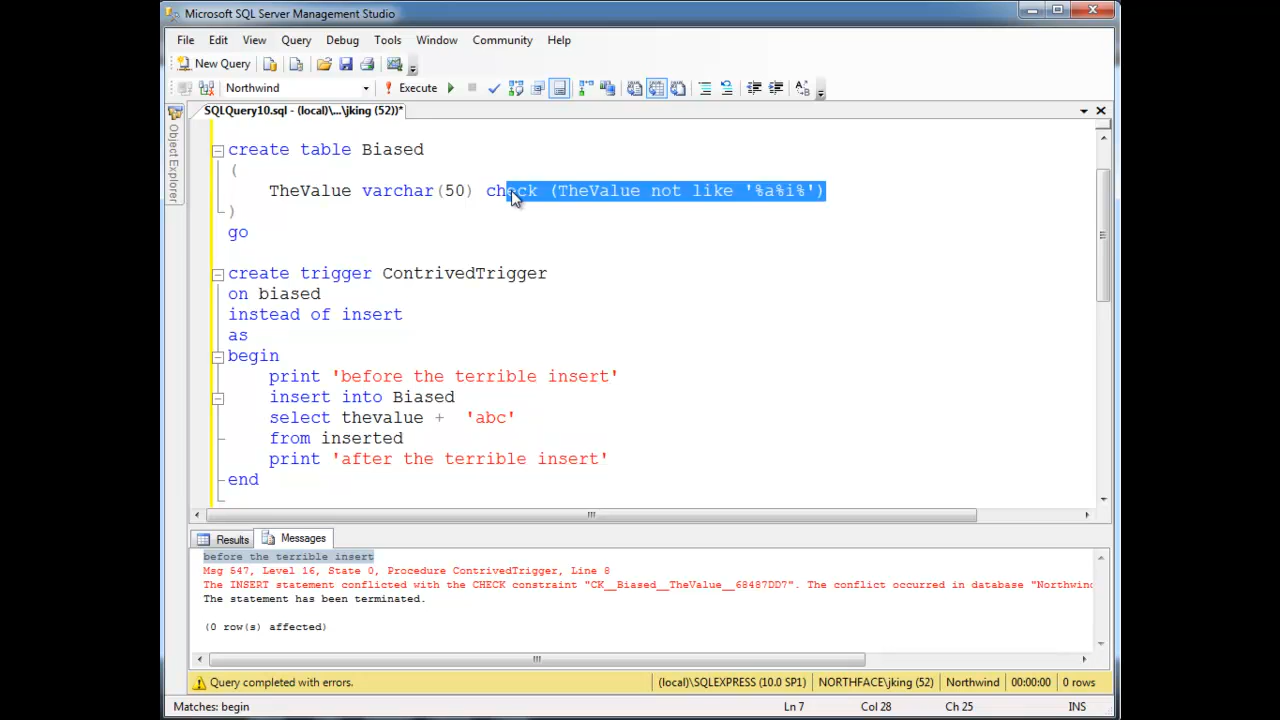 Microsoft SQL Server Management Studio
File Edit View Query Debug Tools Window Community Help
New Query
Northwind Execute
SQLQuery10.sql - (local)\...\jking (52))*
Object Explorer
create table Biased
(
TheValue varchar(50) check (TheValue not like '%a%i%')
)
go
create trigger ContrivedTrigger
on biased
instead of insert
as
begin
print 'before the terrible insert'
insert into Biased
select thevalue + 'abc'
from inserted
print 'after the terrible insert'
end
Results Messages
before the terrible insert
Msg 547, Level 16, State 0, Procedure ContrivedTrigger, Line 8
The INSERT statement conflicted with the CHECK constraint "CK__Biased__TheValue__68487DD7". The conflict occurred in database "Northwind
The statement has been terminated.
(0 row(s) affected)
Query completed with errors. (local)\SQLEXPRESS (10.0 SP1) NORTHFACE\jking (52) Northwind 00:00:00 0 rows
Matches: begin Ln 7 Col 28 Ch 25 INS